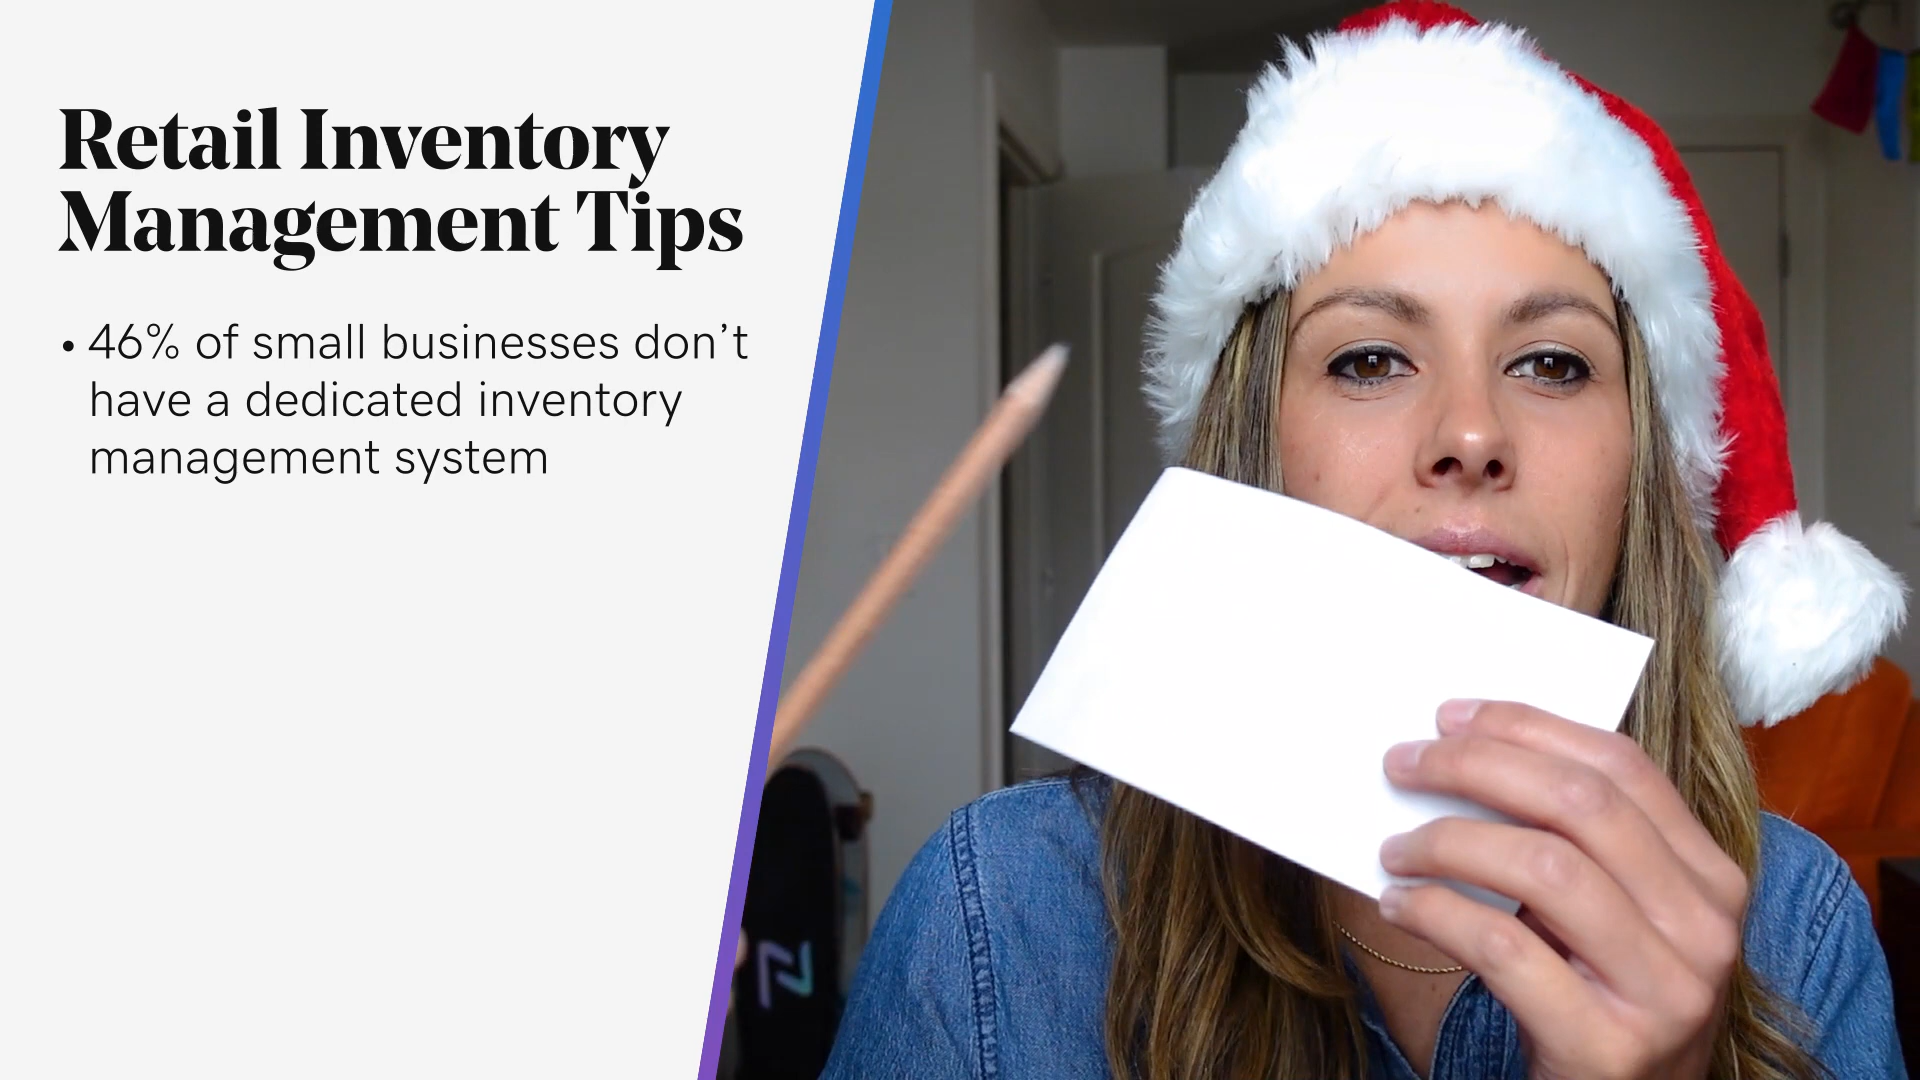 Retail Inventory
Management Tips
• 46% of small businesses don’t
have a dedicated inventory
management system